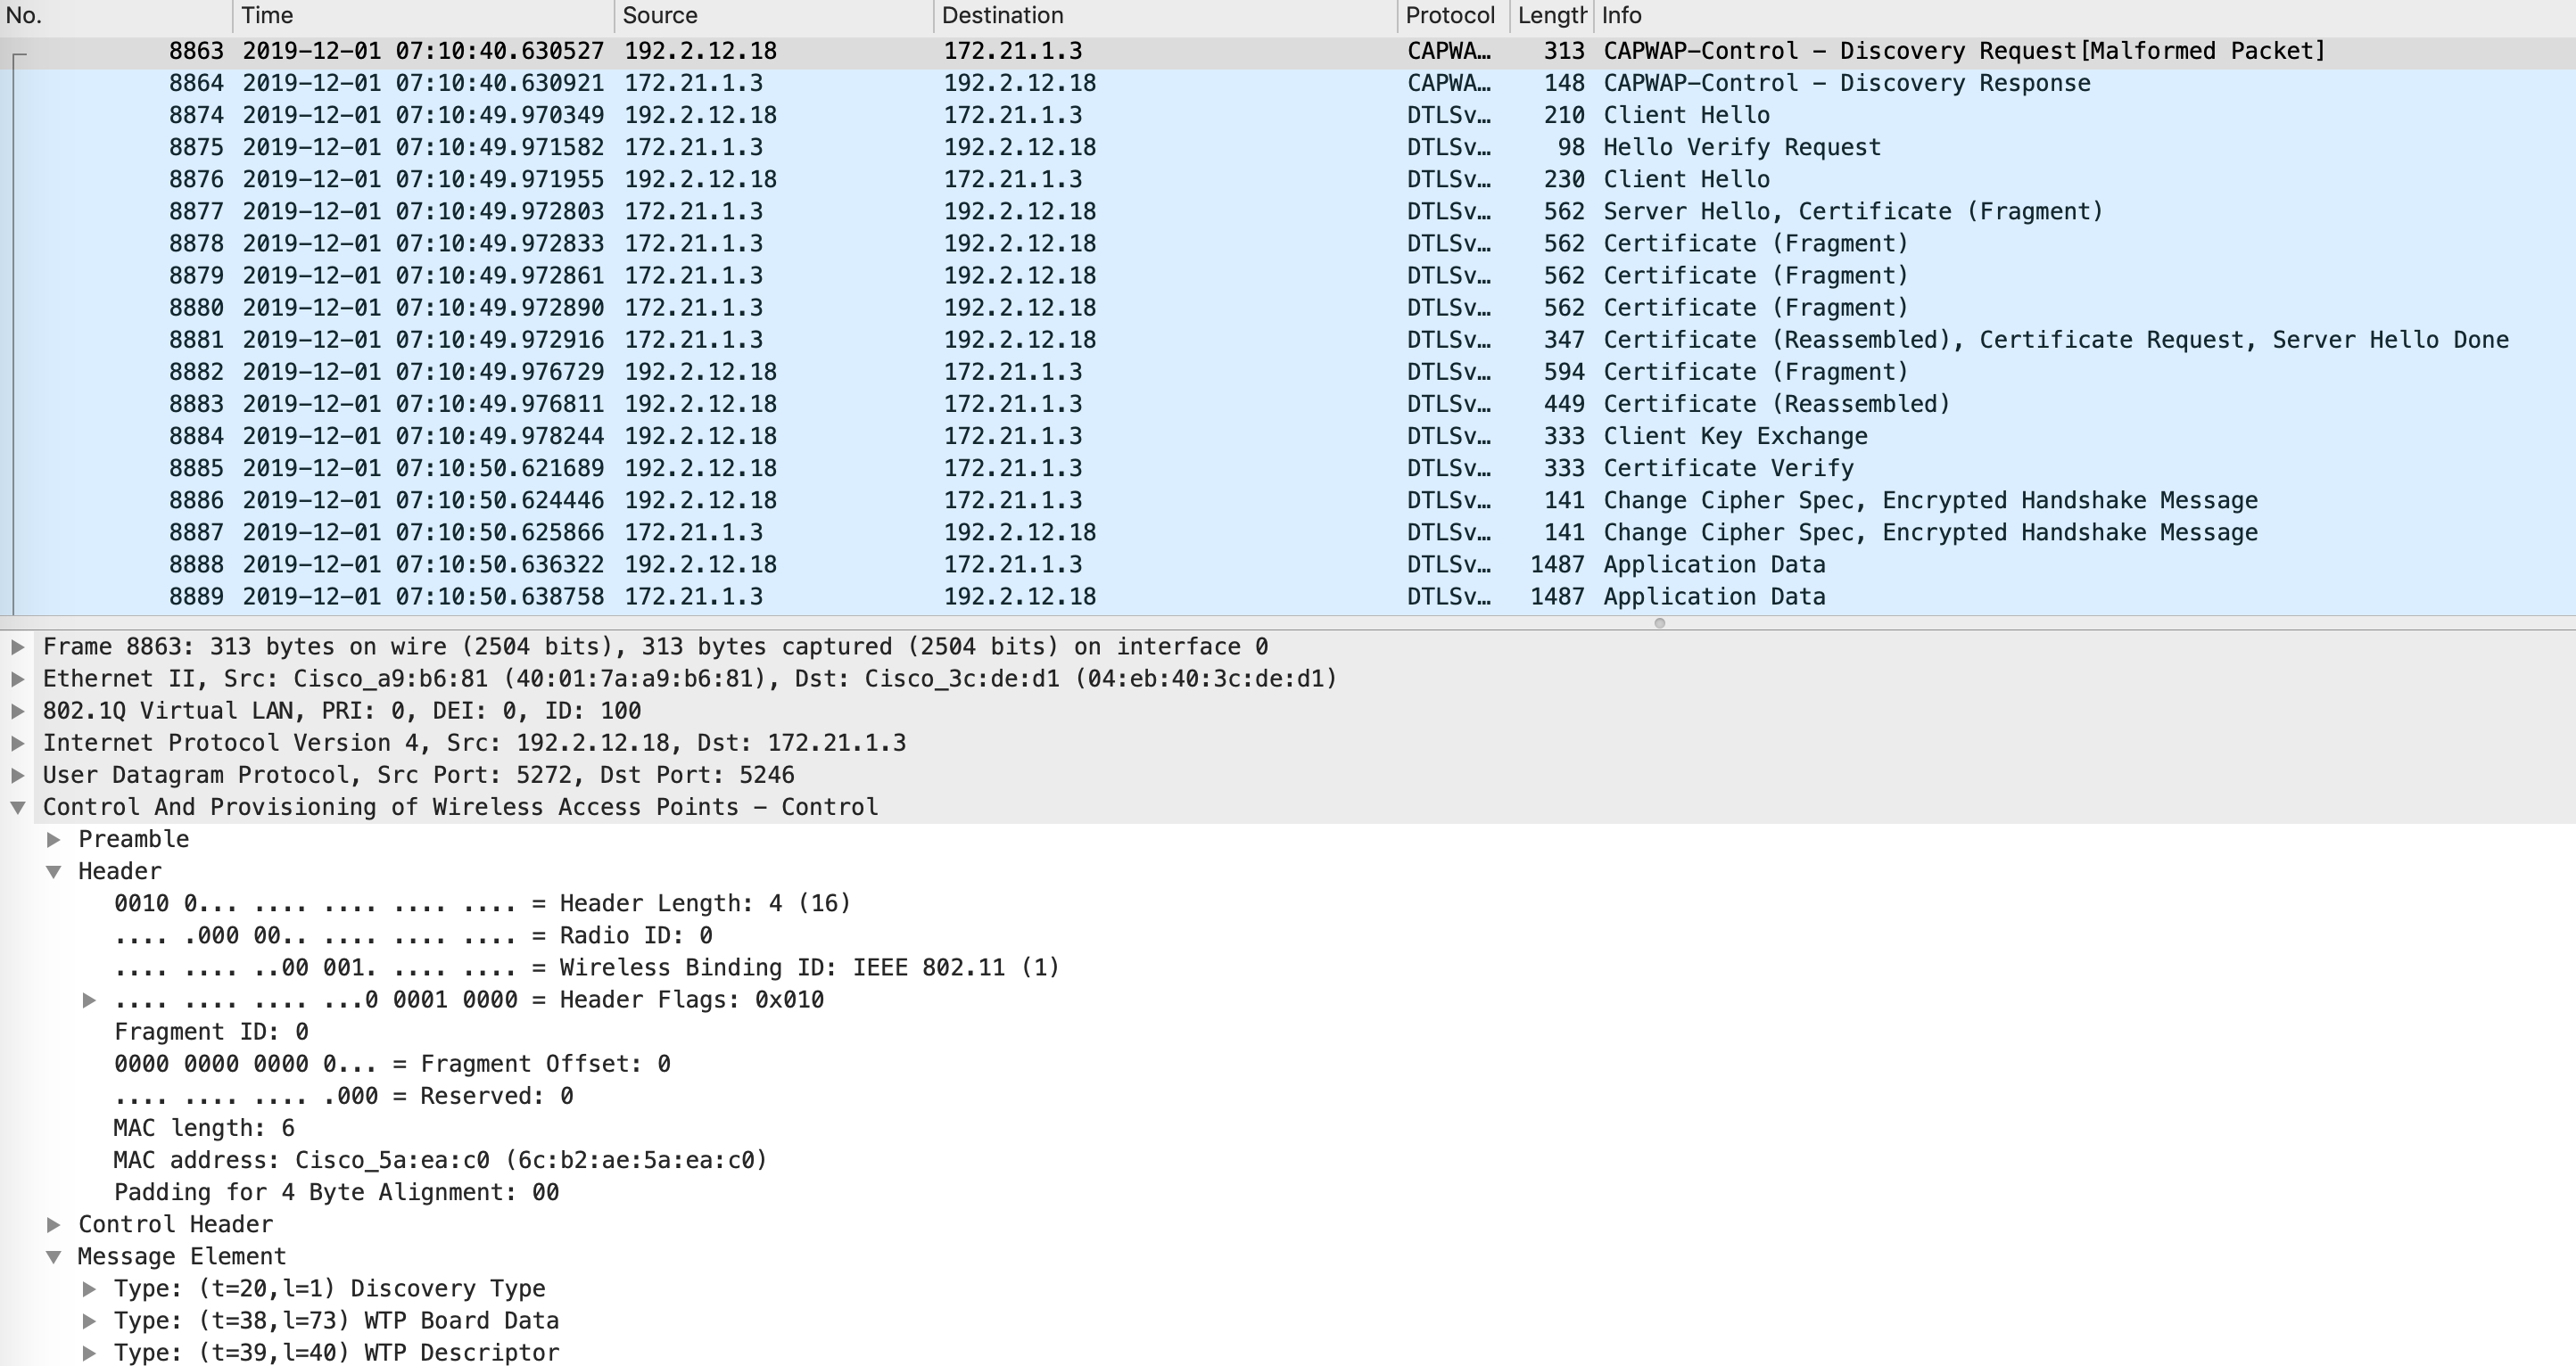 No. Time Source Destination Protocol Length Info
8863 2019-12-01 07:10:40.630527 192.2.12.18 172.21.1.3 CAPWA… 313 CAPWAP-Control – Discovery Request[Malformed Packet]
8864 2019-12-01 07:10:40.630921 172.21.1.3 192.2.12.18 CAPWA… 148 CAPWAP-Control – Discovery Response
8874 2019-12-01 07:10:49.970349 192.2.12.18 172.21.1.3 DTLSv… 210 Client Hello
8875 2019-12-01 07:10:49.971582 172.21.1.3 192.2.12.18 DTLSv… 98 Hello Verify Request
8876 2019-12-01 07:10:49.971955 192.2.12.18 172.21.1.3 DTLSv… 230 Client Hello
8877 2019-12-01 07:10:49.972803 172.21.1.3 192.2.12.18 DTLSv… 562 Server Hello, Certificate (Fragment)
8878 2019-12-01 07:10:49.972833 172.21.1.3 192.2.12.18 DTLSv… 562 Certificate (Fragment)
8879 2019-12-01 07:10:49.972861 172.21.1.3 192.2.12.18 DTLSv… 562 Certificate (Fragment)
8880 2019-12-01 07:10:49.972890 172.21.1.3 192.2.12.18 DTLSv… 562 Certificate (Fragment)
8881 2019-12-01 07:10:49.972916 172.21.1.3 192.2.12.18 DTLSv… 347 Certificate (Reassembled), Certificate Request, Server Hello Done
8882 2019-12-01 07:10:49.976729 192.2.12.18 172.21.1.3 DTLSv… 594 Certificate (Fragment)
8883 2019-12-01 07:10:49.976811 192.2.12.18 172.21.1.3 DTLSv… 449 Certificate (Reassembled)
8884 2019-12-01 07:10:49.978244 192.2.12.18 172.21.1.3 DTLSv… 333 Client Key Exchange
8885 2019-12-01 07:10:50.621689 192.2.12.18 172.21.1.3 DTLSv… 333 Certificate Verify
8886 2019-12-01 07:10:50.624446 192.2.12.18 172.21.1.3 DTLSv… 141 Change Cipher Spec, Encrypted Handshake Message
8887 2019-12-01 07:10:50.625866 172.21.1.3 192.2.12.18 DTLSv… 141 Change Cipher Spec, Encrypted Handshake Message
8888 2019-12-01 07:10:50.636322 192.2.12.18 172.21.1.3 DTLSv… 1487 Application Data
8889 2019-12-01 07:10:50.638758 172.21.1.3 192.2.12.18 DTLSv… 1487 Application Data
Frame 8863: 313 bytes on wire (2504 bits), 313 bytes captured (2504 bits) on interface 0
Ethernet II, Src: Cisco_a9:b6:81 (40:01:7a:a9:b6:81), Dst: Cisco_3c:de:d1 (04:eb:40:3c:de:d1)
802.1Q Virtual LAN, PRI: 0, DEI: 0, ID: 100
Internet Protocol Version 4, Src: 192.2.12.18, Dst: 172.21.1.3
User Datagram Protocol, Src Port: 5272, Dst Port: 5246
Control And Provisioning of Wireless Access Points – Control
Preamble
Header
0010 0... .... .... .... .... = Header Length: 4 (16)
.... .000 00.. .... .... .... = Radio ID: 0
.... .... ..00 001. .... .... = Wireless Binding ID: IEEE 802.11 (1)
.... .... .... ...0 0001 0000 = Header Flags: 0x010
Fragment ID: 0
0000 0000 0000 0... = Fragment Offset: 0
.... .... .... .000 = Reserved: 0
MAC length: 6
MAC address: Cisco_5a:ea:c0 (6c:b2:ae:5a:ea:c0)
Padding for 4 Byte Alignment: 00
Control Header
Message Element
Type: (t=20,l=1) Discovery Type
Type: (t=38,l=73) WTP Board Data
Type: (t=39,l=40) WTP Descriptor